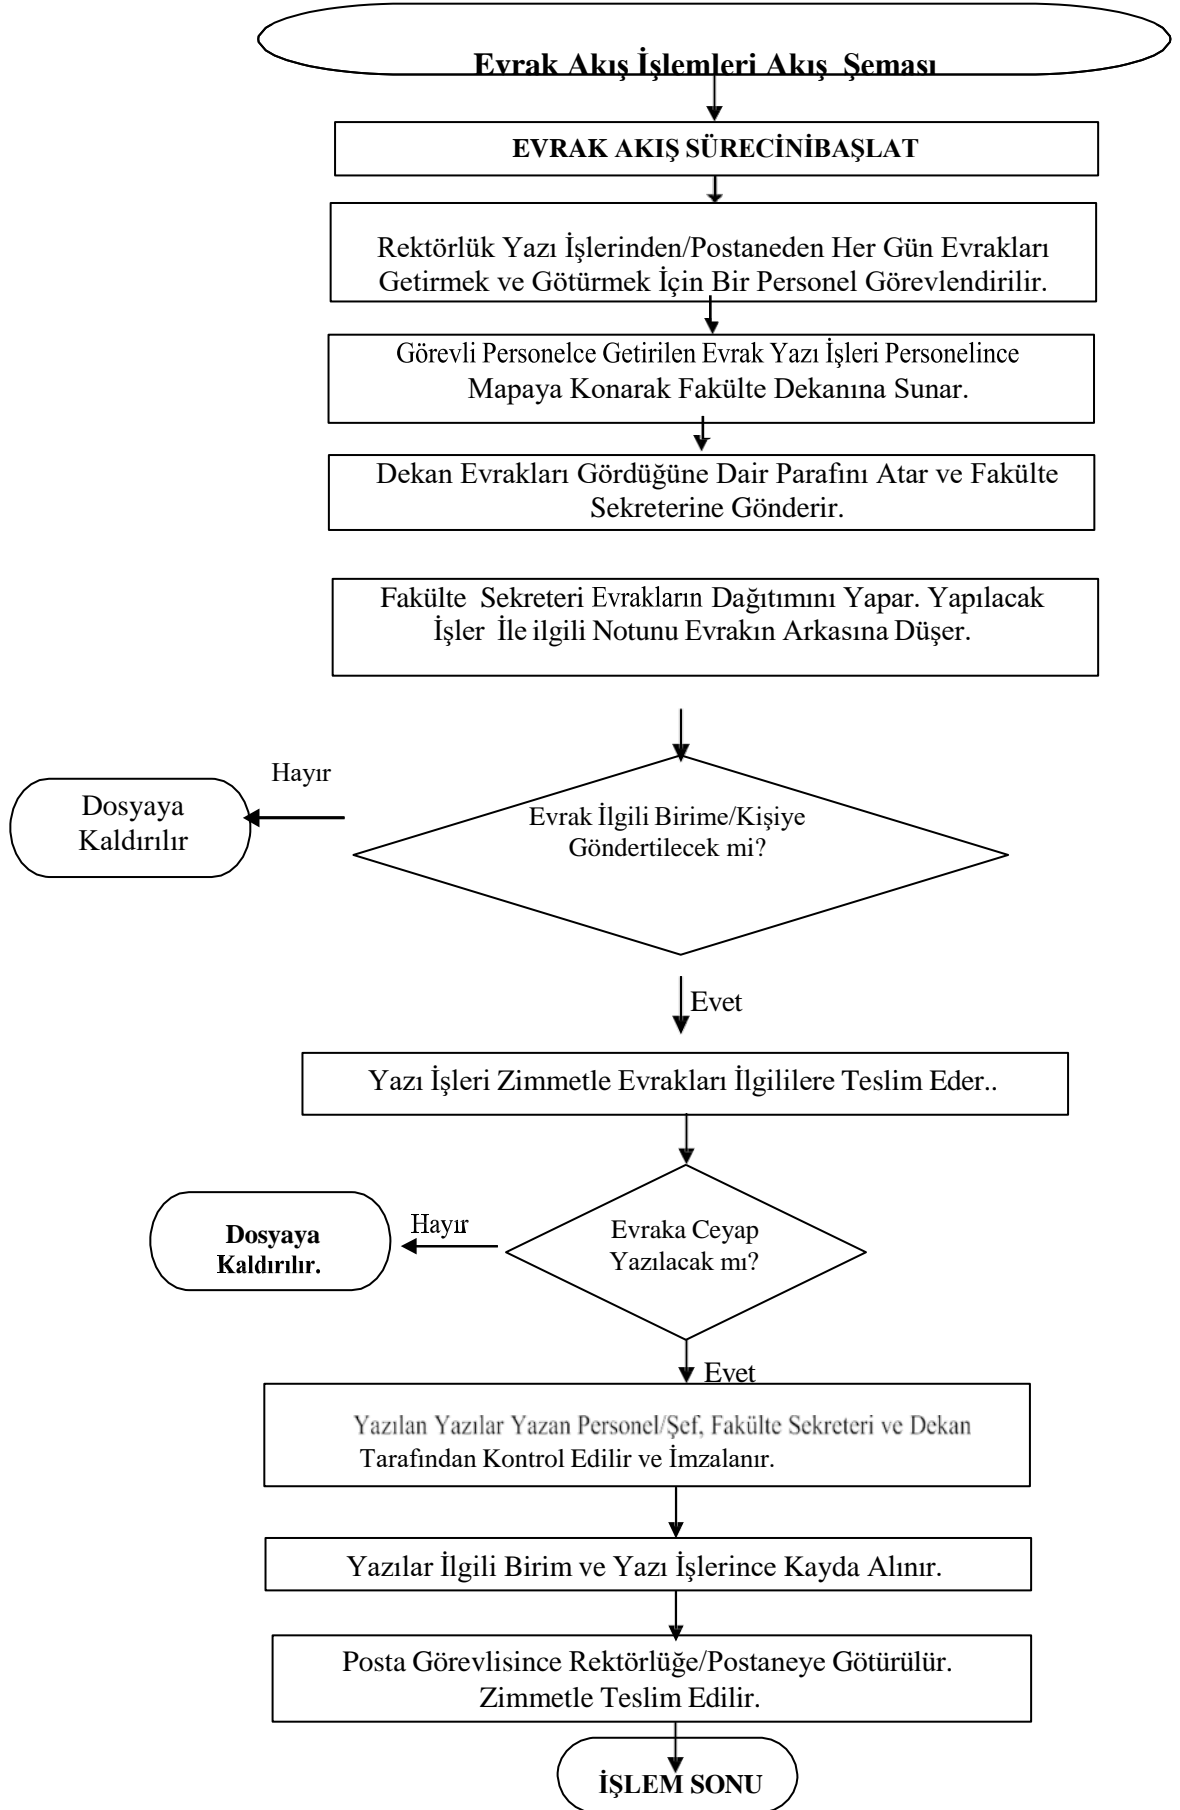 Evrak Akış İşlemleri Akış Şeması
EVRAK AKIŞ SÜRECİNİBAŞLAT
Rektörlük Yazı İşlerinden/Postaneden Her Gün Evrakları
Getirmek ve Götürmek İçin Bir Personel Görevlendirilir.
Görevli Personelce Getirilen Evrak Yazı İşleri Personelince
Mapaya Konarak Fakülte Dekanına Sunar.
Dekan Evrakları Gördüğüne Dair Parafını Atar ve Fakülte
Sekreterine Gönderir.
Fakülte Sekreteri Evrakların Dağıtımını Yapar. Yapılacak
İşler İle ilgili Notunu Evrakın Arkasına Düşer.
Hayır
Dosyaya
Kaldırılır
Evrak İlgili Birime/Kişiye
Göndertilecek mi?
Evet
Yazı İşleri Zimmetle Evrakları İlgililere Teslim Eder..
Hayır
Dosyaya
Kaldırılır.
Evraka Ceyap
Yazılacak mı?
Evet
Yazılan Yazılar Yazan Personel/Şef, Fakülte Sekreteri ve Dekan
Tarafından Kontrol Edilir ve İmzalanır.
Yazılar İlgili Birim ve Yazı İşlerince Kayda Alınır.
Posta Görevlisince Rektörlüğe/Postaneye Götürülür.
Zimmetle Teslim Edilir.
İŞLEM SONU